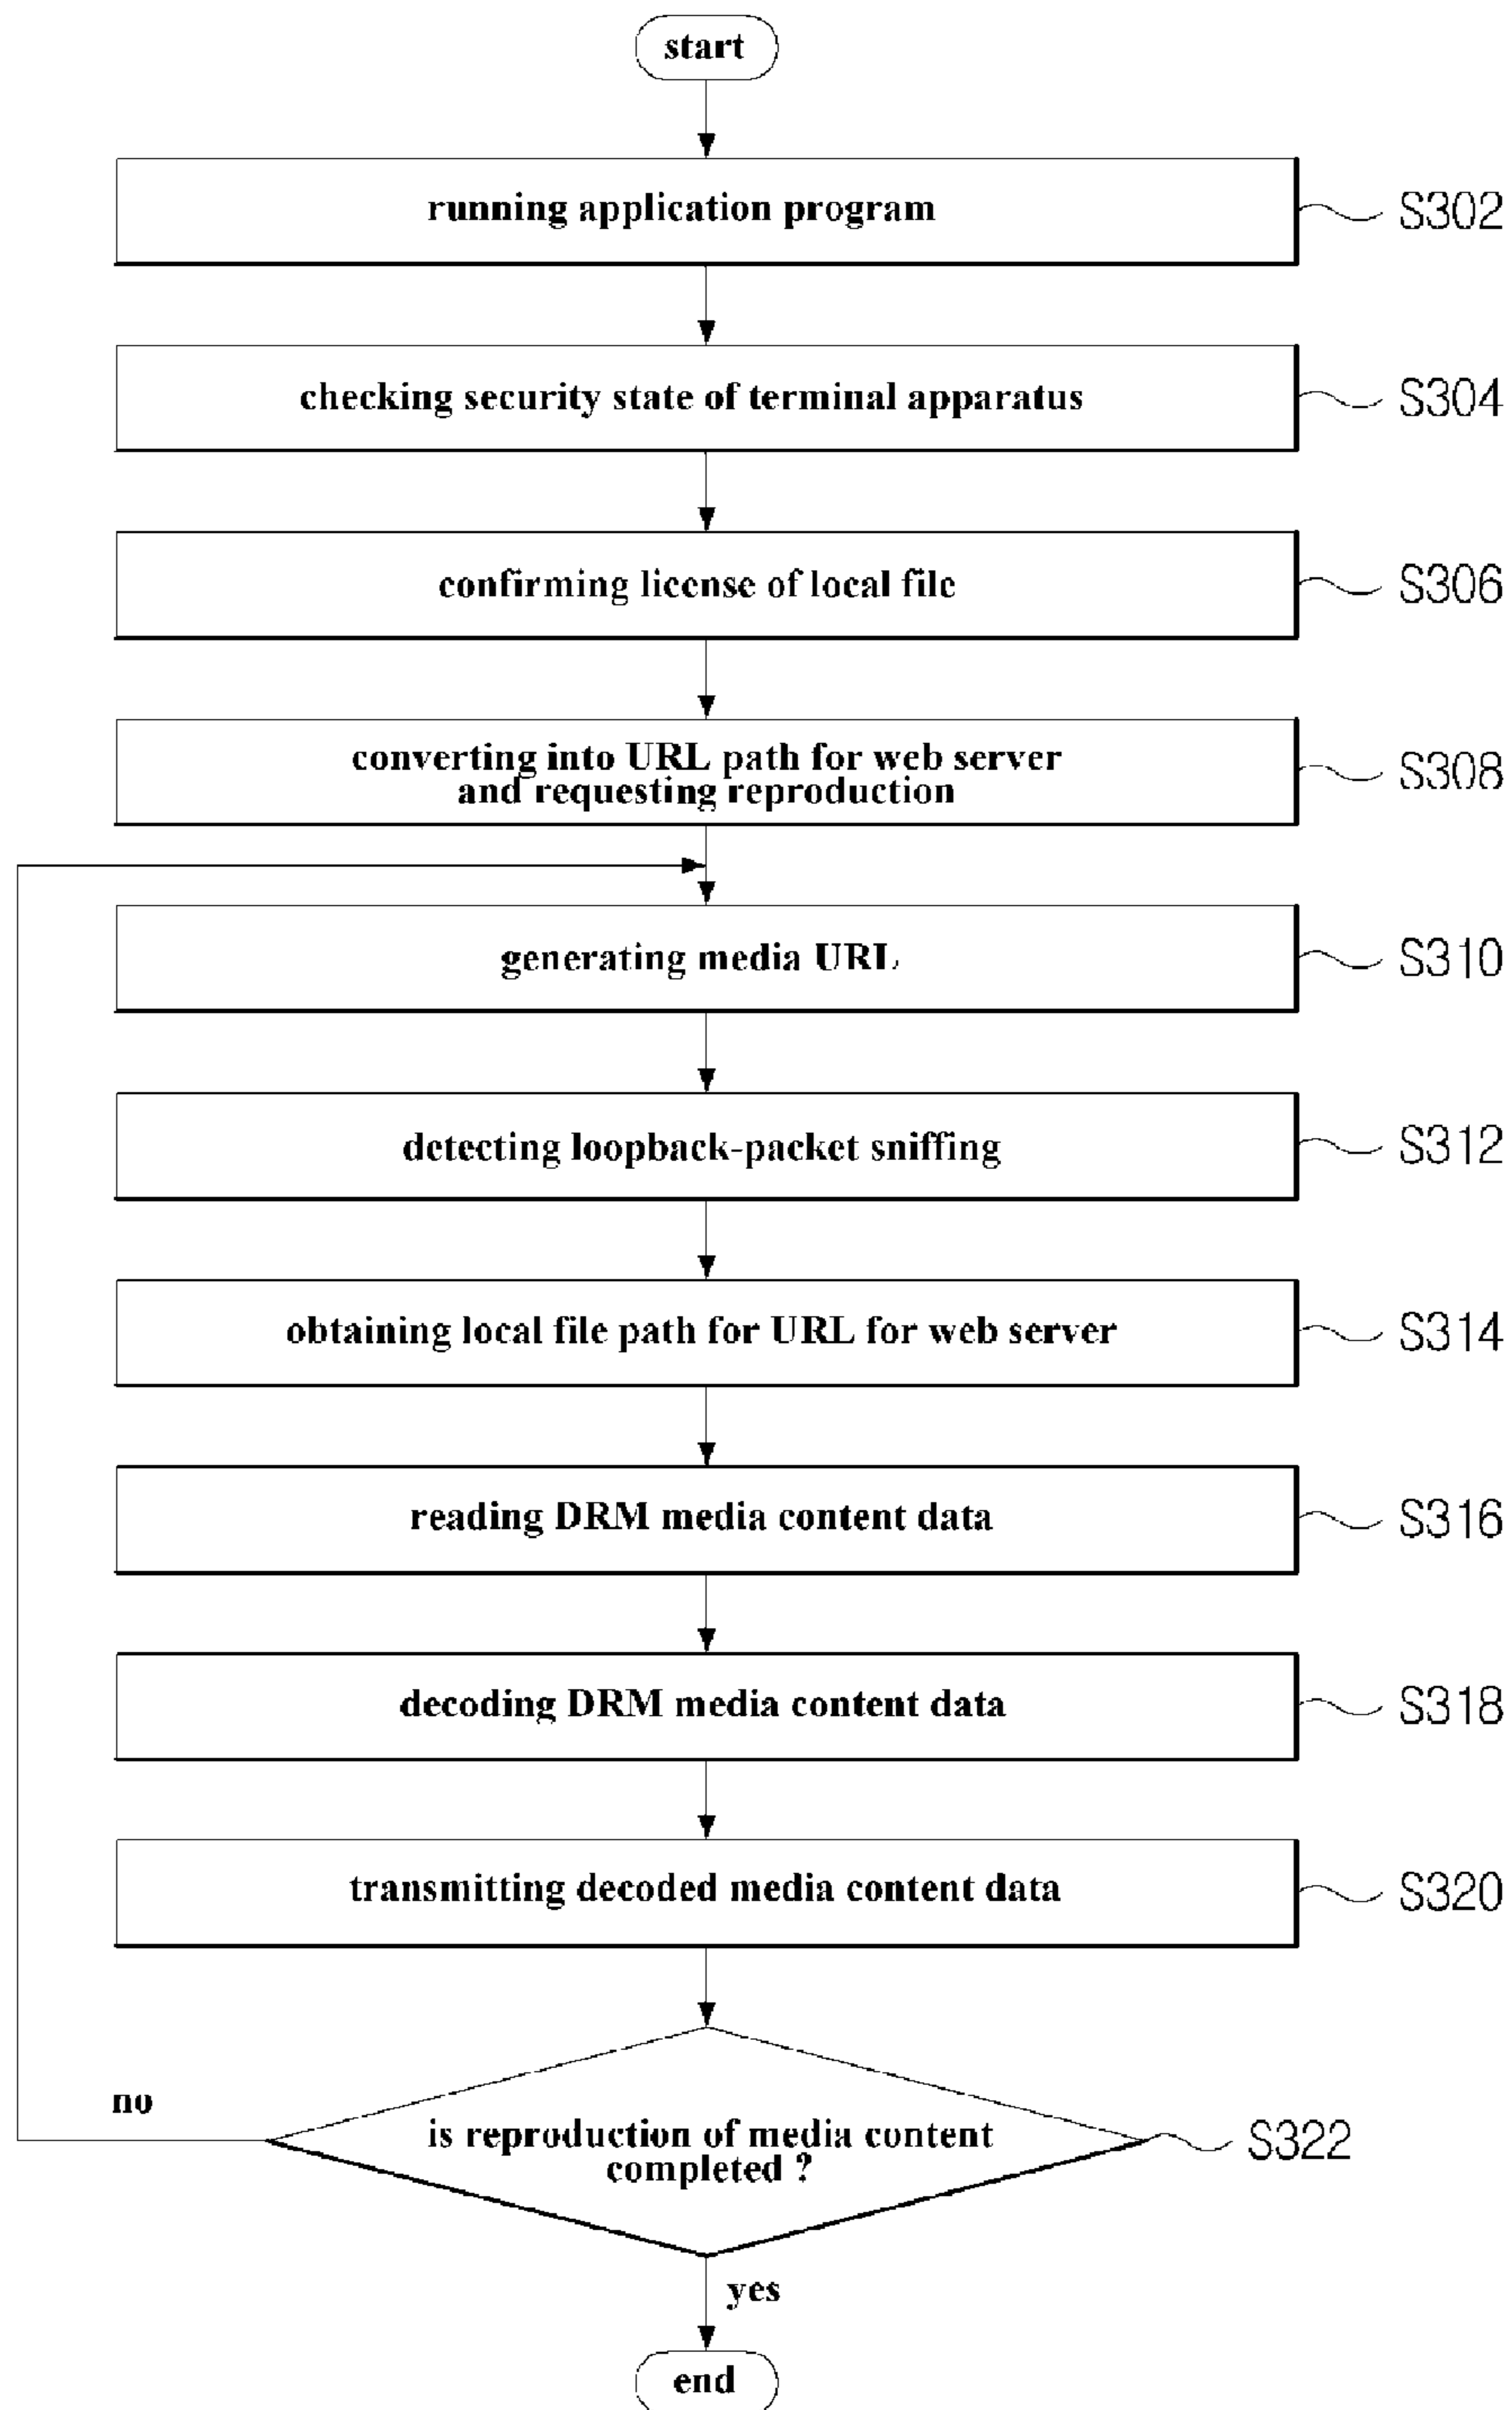 start
running application program
S302
checking security state of terminal apparatus
S304
confirming license of local file
S306
converting into URL path for web server
and requesting reproduction
S308
generating media URL
S310
detecting loopback-packet sniffing
S312
obtaining local file path for URL for web server
S314
reading DRM media content data
S316
decoding DRM media content data
S318
transmitting decoded media content data
S320
no
is reproduction of media content
completed ?
S322
yes
end